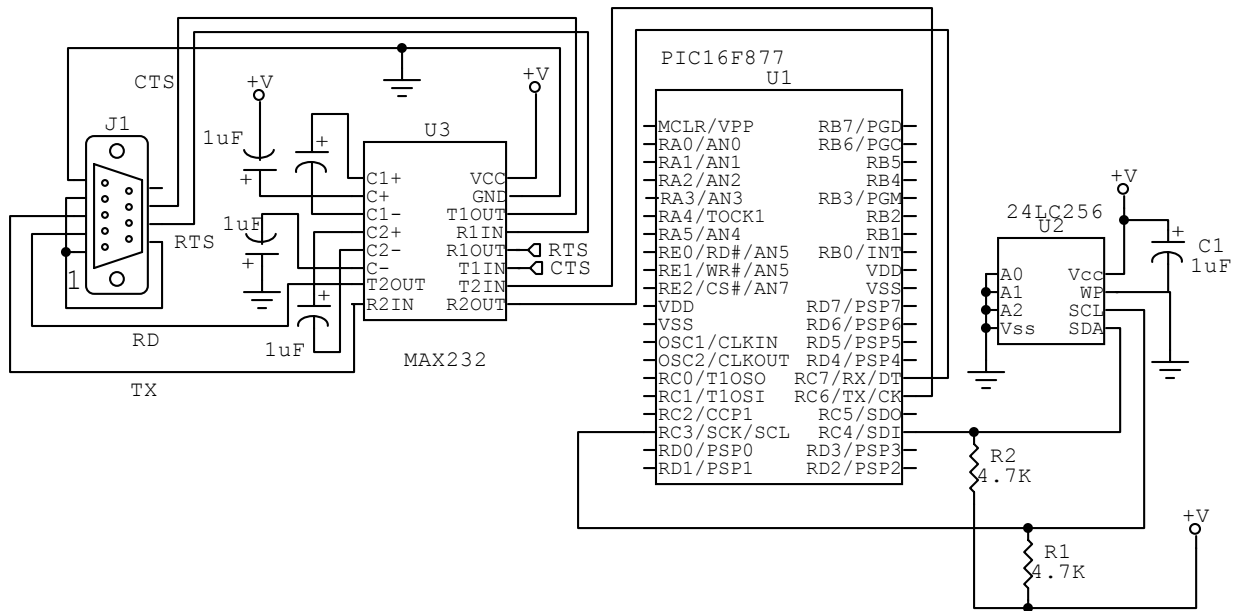 CTS
J1
1
RTS
RD
TX
+V
1uF
+
+
1uF
+
+
1uF
U3
C1+
C+
C1-
C2+
C2-
C-
T2OUT
R2IN
VCC
GND
T1OUT
R1IN
R1OUT
T1IN
T2IN
R2OUT
MAX232
+V
RTS
CTS
PIC16F877
U1
MCLR/VPP
RA0/AN0
RA1/AN1
RA2/AN2
RA3/AN3
RA4/TOCK1
RA5/AN4
RE0/RD#/AN5
RE1/WR#/AN5
RE2/CS#/AN7
VDD
VSS
OSC1/CLKIN
OSC2/CLKOUT
RC0/T1OSO
RC1/T1OSI
RC2/CCP1
RC3/SCK/SCL
RD0/PSP0
RD1/PSP1
RB7/PGD
RB6/PGC
RB5
RB4
RB3/PGM
RB2
RB1
RB0/INT
VDD
VSS
RD7/PSP7
RD6/PSP6
RD5/PSP5
RD4/PSP4
RC7/RX/DT
RC6/TX/CK
RC5/SDO
RC4/SDI
RD3/PSP3
RD2/PSP2
+V
24LC256
U2
A0
A1
A2
Vss
Vcc
WP
SCL
SDA
+
C1
1uF
R2
4.7K
+V
R1
4.7K